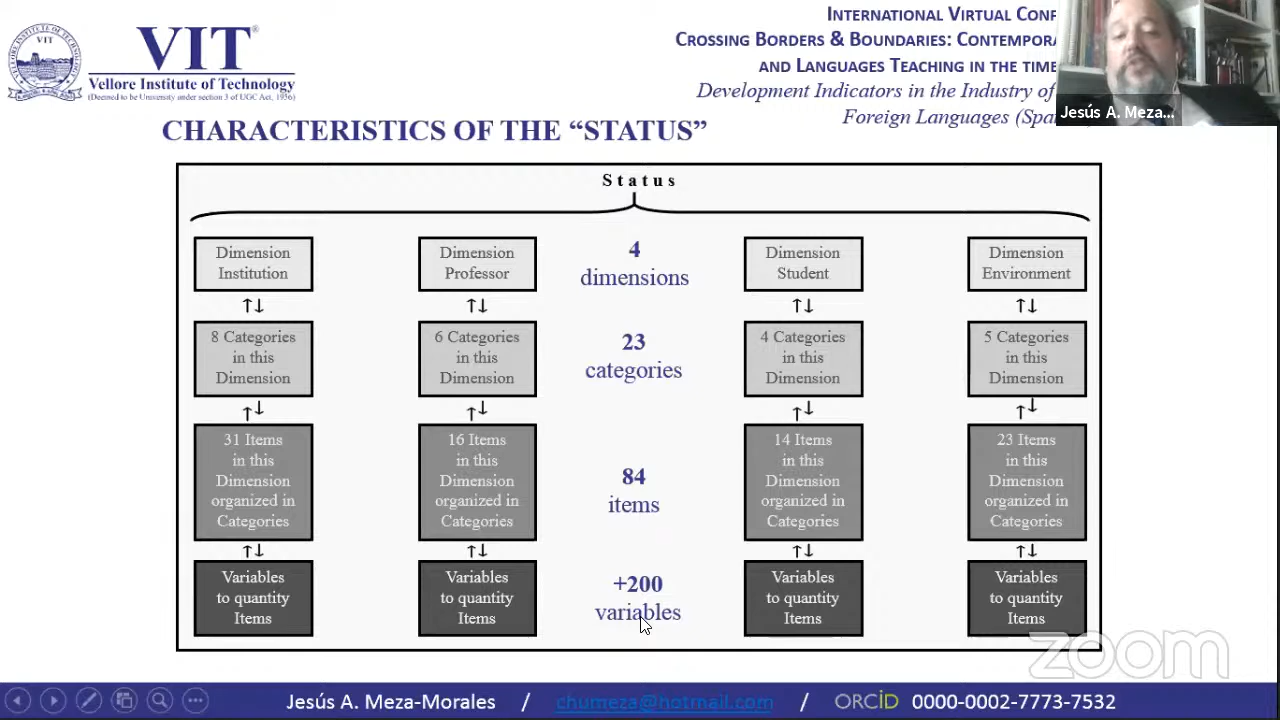 VIT
VIT®
Vellore Institute of Technology
(Deemed to be University under section 3 of UGC Act, 1956)
INTERNATIONAL VIRTUAL CONF
CROSSING BORDERS & BOUNDARIES: CONTEMPORA
AND LANGUAGES TEACHING IN THE TIME
Development Indicators in the Industry of
Foreign Languages (Spa
Jesús A. Meza...
CHARACTERISTICS OF THE “STATUS”
Status
Dimension
Institution
Dimension
Professor
4
dimensions
Dimension
Student
Dimension
Environment
8 Categories
in this
Dimension
6 Categories
in this
Dimension
23
categories
4 Categories
in this
Dimension
5 Categories
in this
Dimension
31 Items
in this
Dimension
organized in
Categories
16 Items
in this
Dimension
organized in
Categories
84
items
14 Items
in this
Dimension
organized in
Categories
23 Items
in this
Dimension
organized in
Categories
Variables
to quantity
Items
Variables
to quantity
Items
+200
variables
Variables
to quantity
Items
Variables
to quantity
Items
zoom
Jesús A. Meza-Morales / chumeza@hotmail.com / ORCID 0000-0002-7773-7532